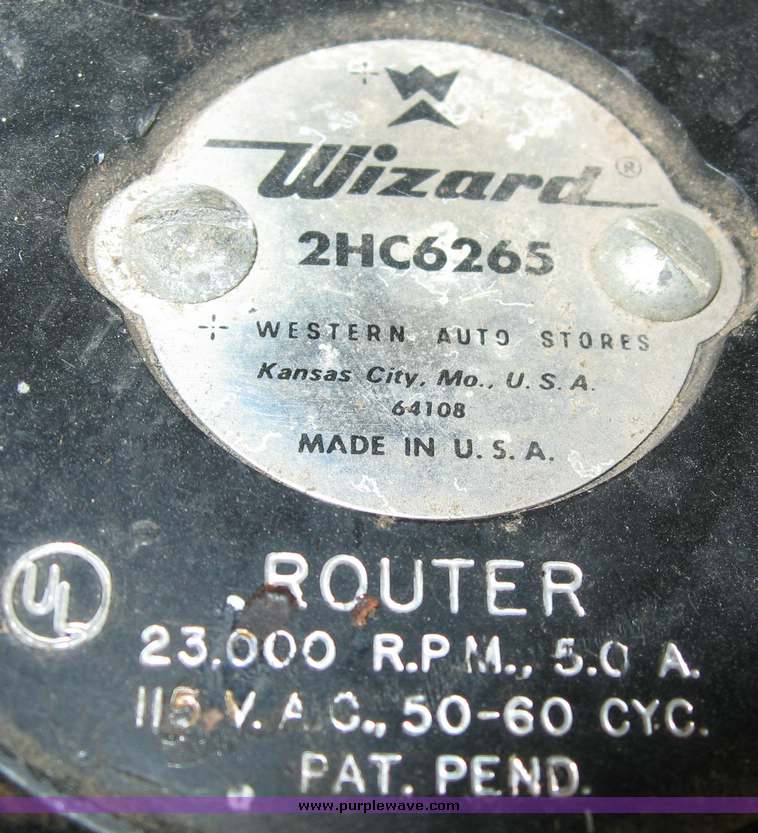 WA
Wizard®
2HC6265
WESTERN AUTO STORES
Kansas City, Mo., U.S.A.
64108
MADE IN U.S.A.
UL
ROUTER
23.000 R.P.M., 5.0 A.
115 V. A.C., 50-60 CYC.
PAT. PEND.
www.purplewave.com